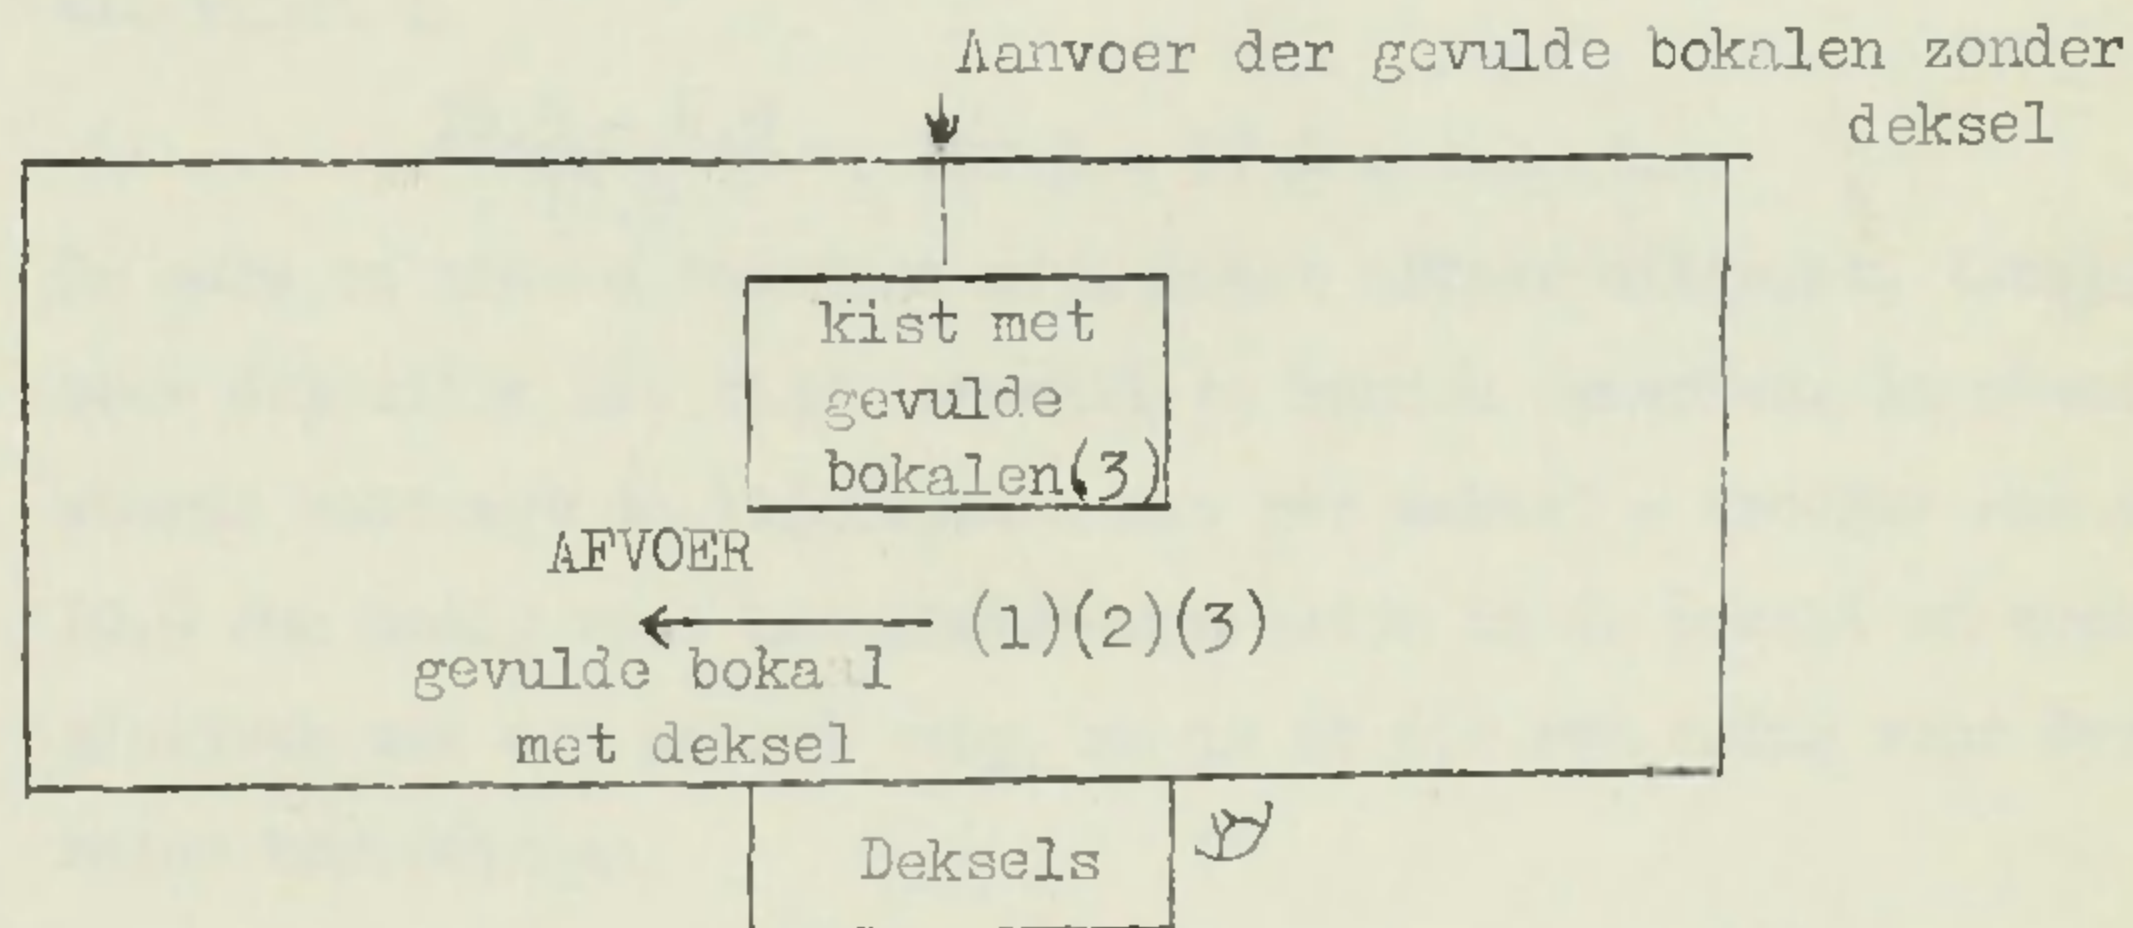 Aanvoer der gevulde bokalen zonder
deksel
kist met
gevulde
bokalen(3)
AFVOER
(1)(2)(3)
gevulde boka l
met deksel
Deksels